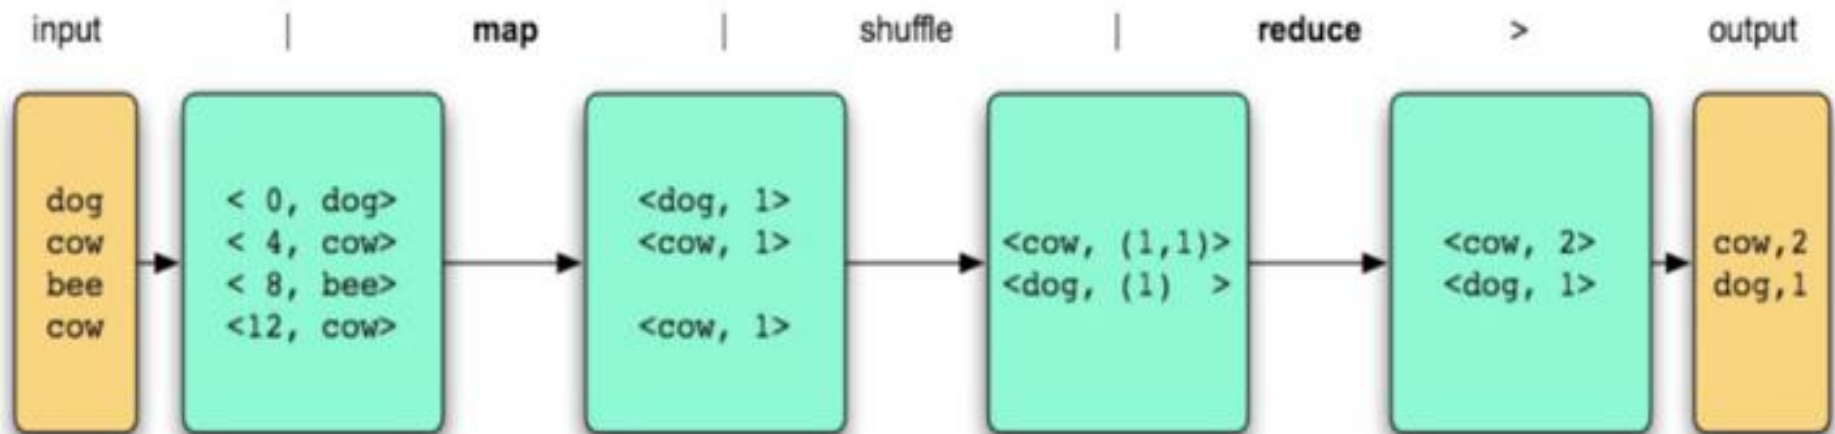 input | map | shuffle | reduce > output
dog
cow
bee
cow
< 0, dog>
< 4, cow>
< 8, bee>
<12, cow>
<dog, 1>
<cow, 1>
<cow, 1>
<cow, (1,1)>
<dog, (1) >
<cow, 2>
<dog, 1>
cow,2
dog,1